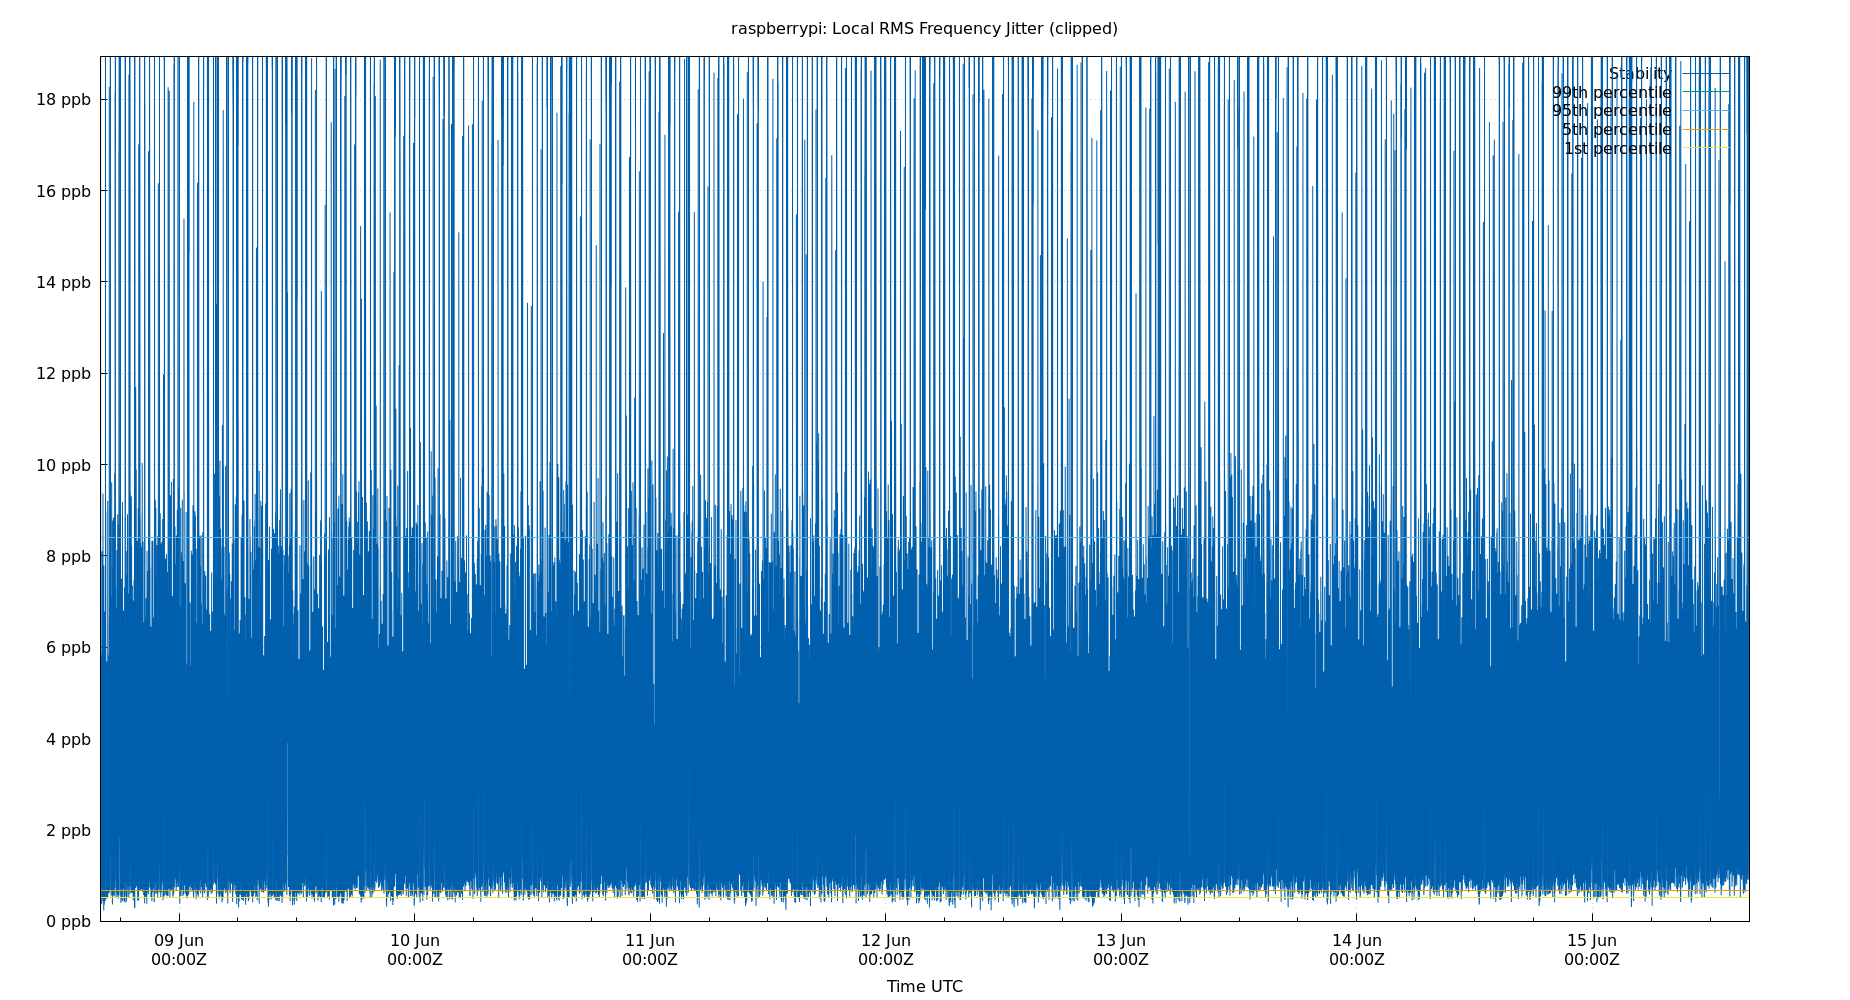 raspberrypi: Local RMS Frequency Jitter (clipped)
Stability
99th percentile
95th percentile
5th percentile
1st percentile
18 ppb
16 ppb
14 ppb
12 ppb
10 ppb
8 ppb
6 ppb
4 ppb
2 ppb
0 ppb
09 Jun 10 Jun 11 Jun 12 Jun 13 Jun 14 Jun 15 Jun
00:00Z 00:00Z 00:00Z 00:00Z 00:00Z 00:00Z 00:00Z
Time UTC